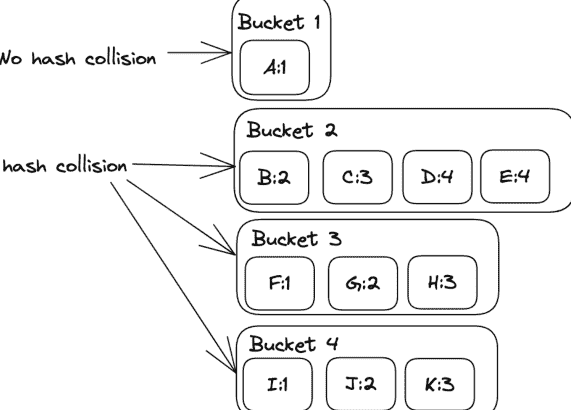 Bucket 1
No hash collision
A:1
Bucket 2
hash collision
B:2 C:3 D:4 E:4
Bucket 3
F:1 G:2 H:3
Bucket 4
I:1 J:2 K:3